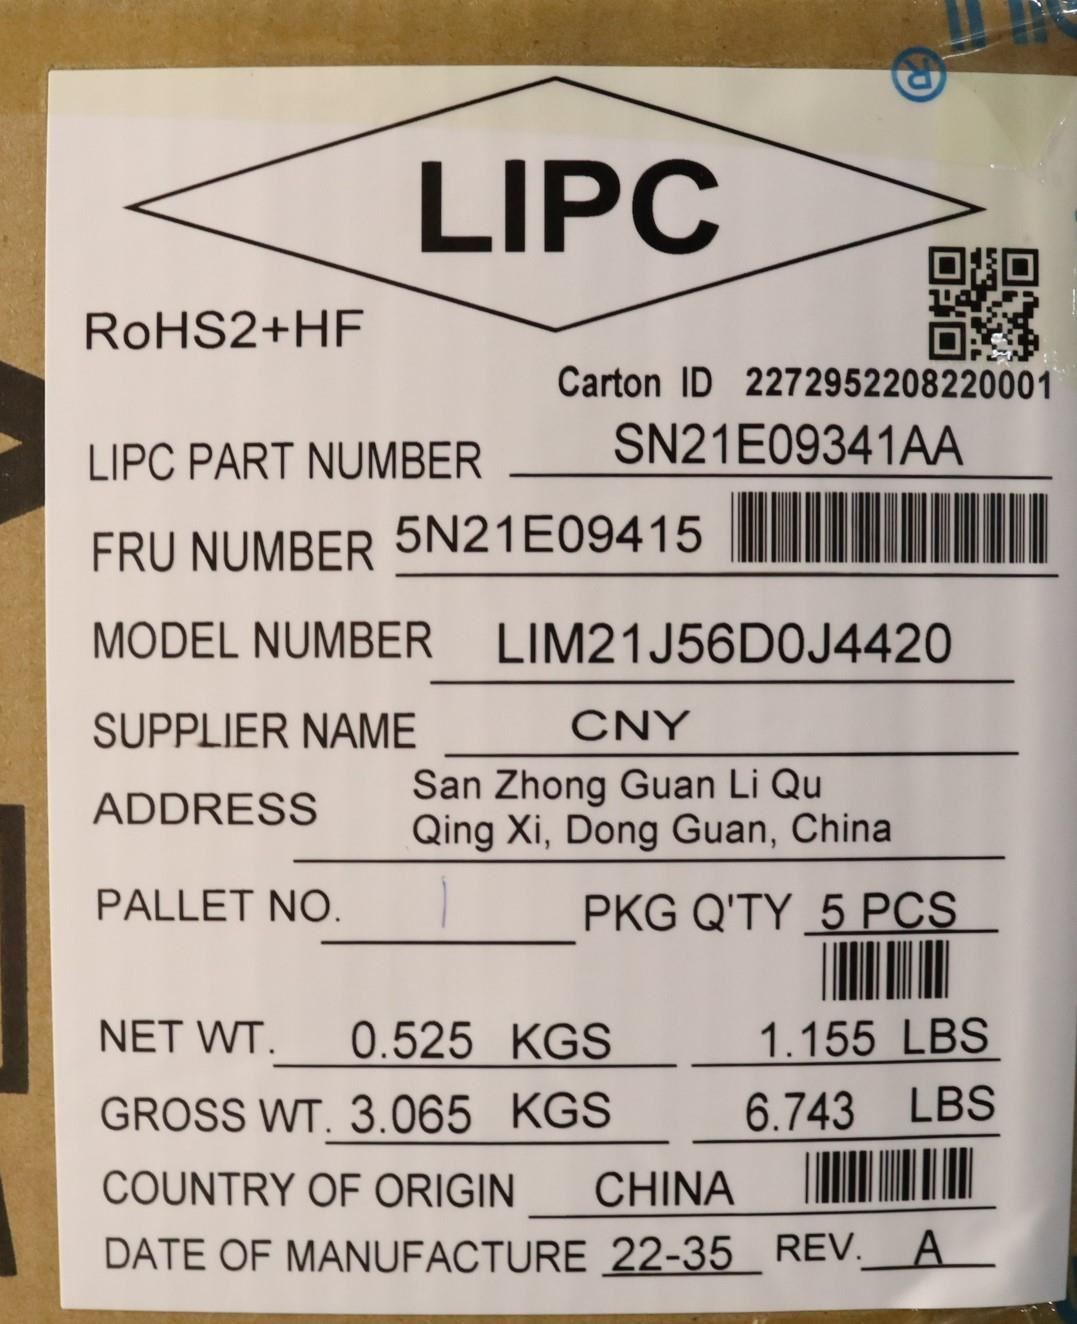 ®
LIPC
RoHS2+HF
Carton ID 2272952208220001
LIPC PART NUMBER SN21E09341AA
FRU NUMBER 5N21E09415
MODEL NUMBER LIM21J56D0J4420
SUPPLIER NAME CNY
ADDRESS San Zhong Guan Li Qu
Qing Xi, Dong Guan, China
PALLET NO. 1 PKG Q'TY 5 PCS
NET WT. 0.525 KGS 1.155 LBS
GROSS WT. 3.065 KGS 6.743 LBS
COUNTRY OF ORIGIN CHINA
DATE OF MANUFACTURE 22-35 REV. A